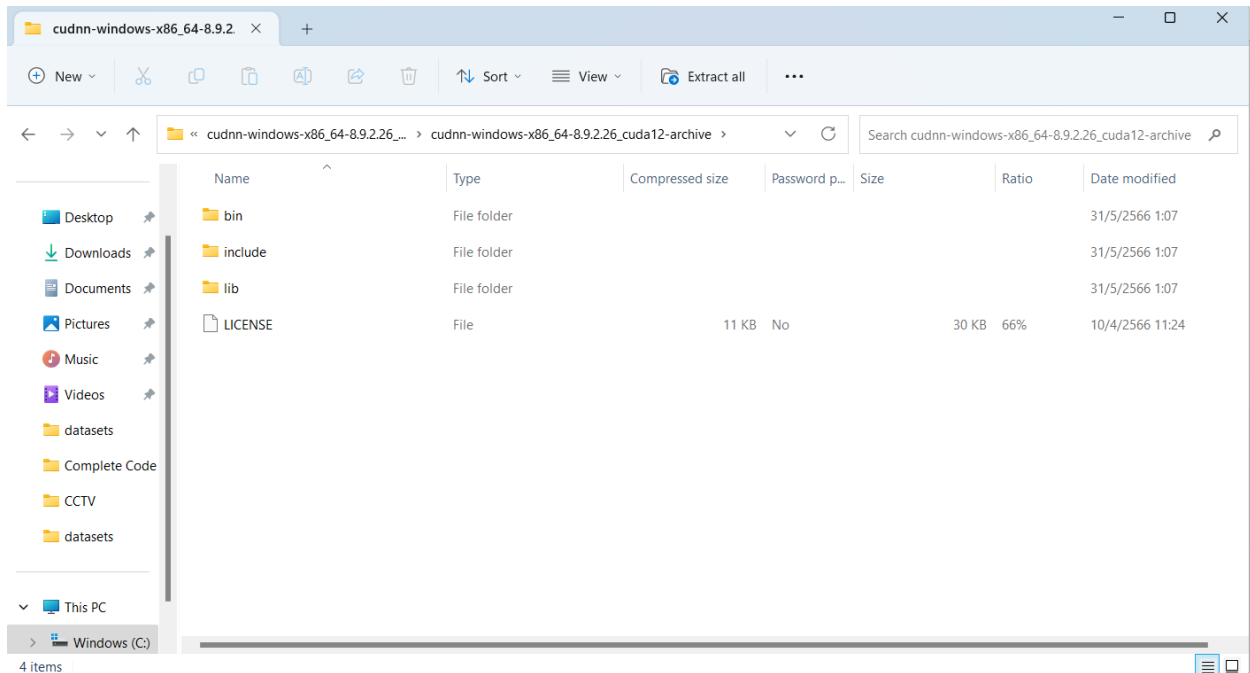 cudnn-windows-x86_64-8.9.2.
New
Sort
View
Extract all
« cudnn-windows-x86_64-8.9.2.26_... > cudnn-windows-x86_64-8.9.2.26_cuda12-archive >
Search cudnn-windows-x86_64-8.9.2.26_cuda12-archive
Name Type Compressed size Password p... Size Ratio Date modified
bin File folder 31/5/2566 1:07
include File folder 31/5/2566 1:07
lib File folder 31/5/2566 1:07
LICENSE File 11 KB No 30 KB 66% 10/4/2566 11:24
Desktop
Downloads
Documents
Pictures
Music
Videos
datasets
Complete Code
CCTV
datasets
This PC
Windows (C:)
4 items